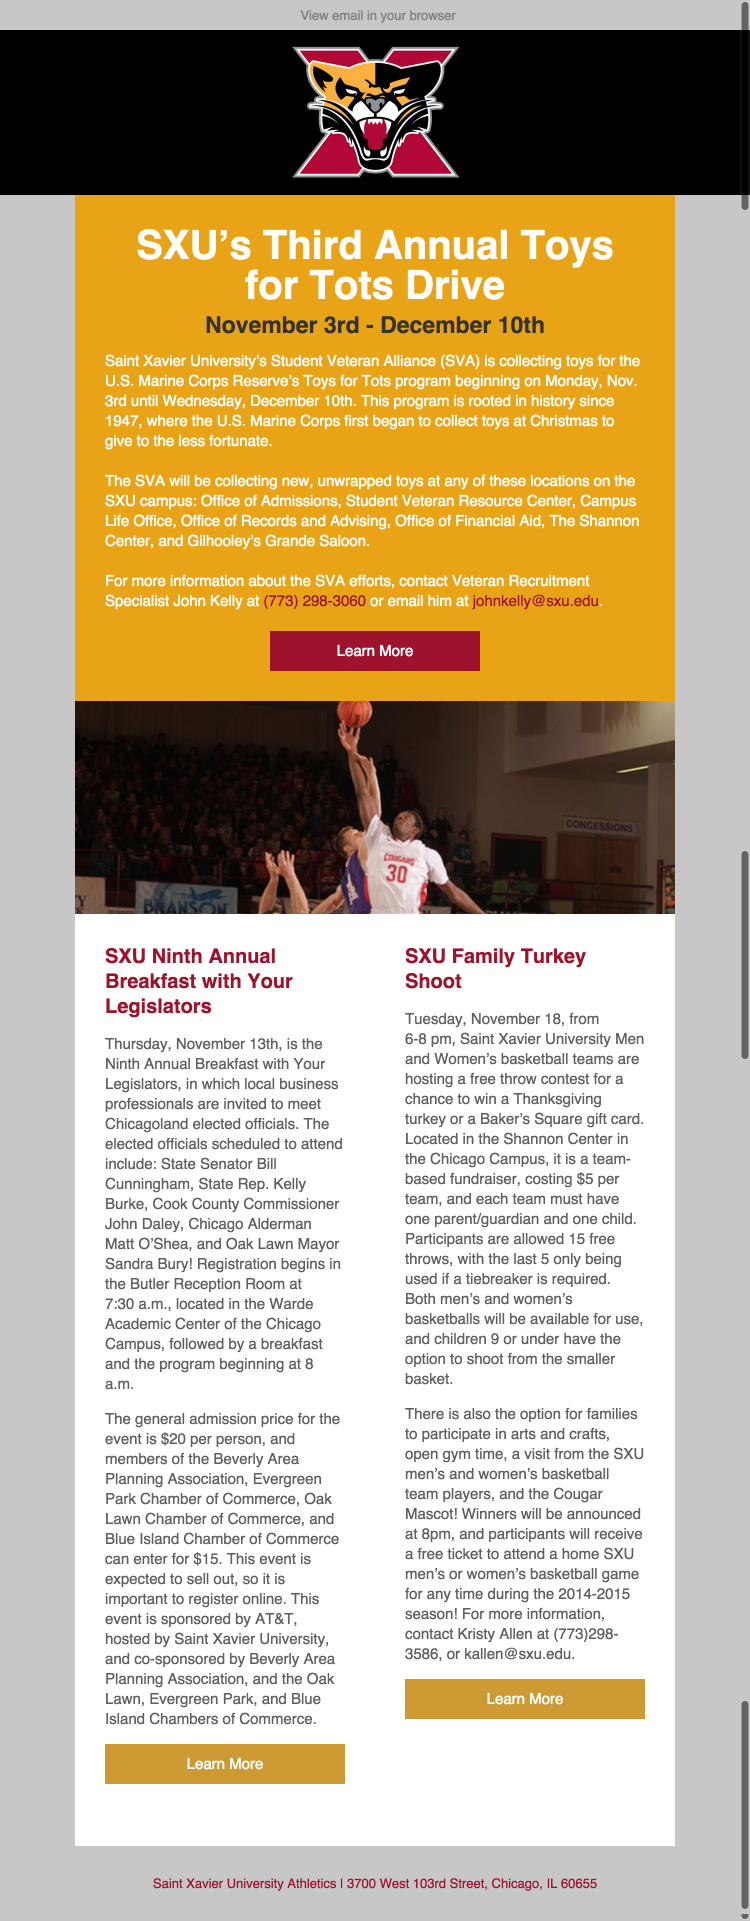 View email in your browser
SXU’s Third Annual Toys
for Tots Drive
November 3rd - December 10th
Saint Xavier University’s Student Veteran Alliance (SVA) is collecting toys for the
U.S. Marine Corps Reserve’s Toys for Tots program beginning on Monday, Nov.
3rd until Wednesday, December 10th. This program is rooted in history since
1947, where the U.S. Marine Corps first began to collect toys at Christmas to
give to the less fortunate.
The SVA will be collecting new, unwrapped toys at any of these locations on the
SXU campus: Office of Admissions, Student Veteran Resource Center, Campus
Life Office, Office of Records and Advising, Office of Financial Aid, The Shannon
Center, and Gilhooley’s Grande Saloon.
For more information about the SVA efforts, contact Veteran Recruitment
Specialist John Kelly at (773) 298-3060 or email him at johnkelly@sxu.edu.
Learn More
CONCESSIONS
COUGARS
30
BRANSON
SXU Ninth Annual
Breakfast with Your
Legislators
Thursday, November 13th, is the
Ninth Annual Breakfast with Your
Legislators, in which local business
professionals are invited to meet
Chicagoland elected officials. The
elected officials scheduled to attend
include: State Senator Bill
Cunningham, State Rep. Kelly
Burke, Cook County Commissioner
John Daley, Chicago Alderman
Matt O’Shea, and Oak Lawn Mayor
Sandra Bury! Registration begins in
the Butler Reception Room at
7:30 a.m., located in the Warde
Academic Center of the Chicago
Campus, followed by a breakfast
and the program beginning at 8
a.m.
The general admission price for the
event is $20 per person, and
members of the Beverly Area
Planning Association, Evergreen
Park Chamber of Commerce, Oak
Lawn Chamber of Commerce, and
Blue Island Chamber of Commerce
can enter for $15. This event is
expected to sell out, so it is
important to register online. This
event is sponsored by AT&T,
hosted by Saint Xavier University,
and co-sponsored by Beverly Area
Planning Association, and the Oak
Lawn, Evergreen Park, and Blue
Island Chambers of Commerce.
Learn More
SXU Family Turkey
Shoot
Tuesday, November 18, from
6-8 pm, Saint Xavier University Men
and Women’s basketball teams are
hosting a free throw contest for a
chance to win a Thanksgiving
turkey or a Baker’s Square gift card.
Located in the Shannon Center in
the Chicago Campus, it is a team-
based fundraiser, costing $5 per
team, and each team must have
one parent/guardian and one child.
Participants are allowed 15 free
throws, with the last 5 only being
used if a tiebreaker is required.
Both men’s and women’s
basketballs will be available for use,
and children 9 or under have the
option to shoot from the smaller
basket.
There is also the option for families
to participate in arts and crafts,
open gym time, a visit from the SXU
men’s and women’s basketball
team players, and the Cougar
Mascot! Winners will be announced
at 8pm, and participants will receive
a free ticket to attend a home SXU
men’s or women’s basketball game
for any time during the 2014-2015
season! For more information,
contact Kristy Allen at (773)298-
3586, or kallen@sxu.edu.
Learn More
Saint Xavier University Athletics | 3700 West 103rd Street, Chicago, IL 60655